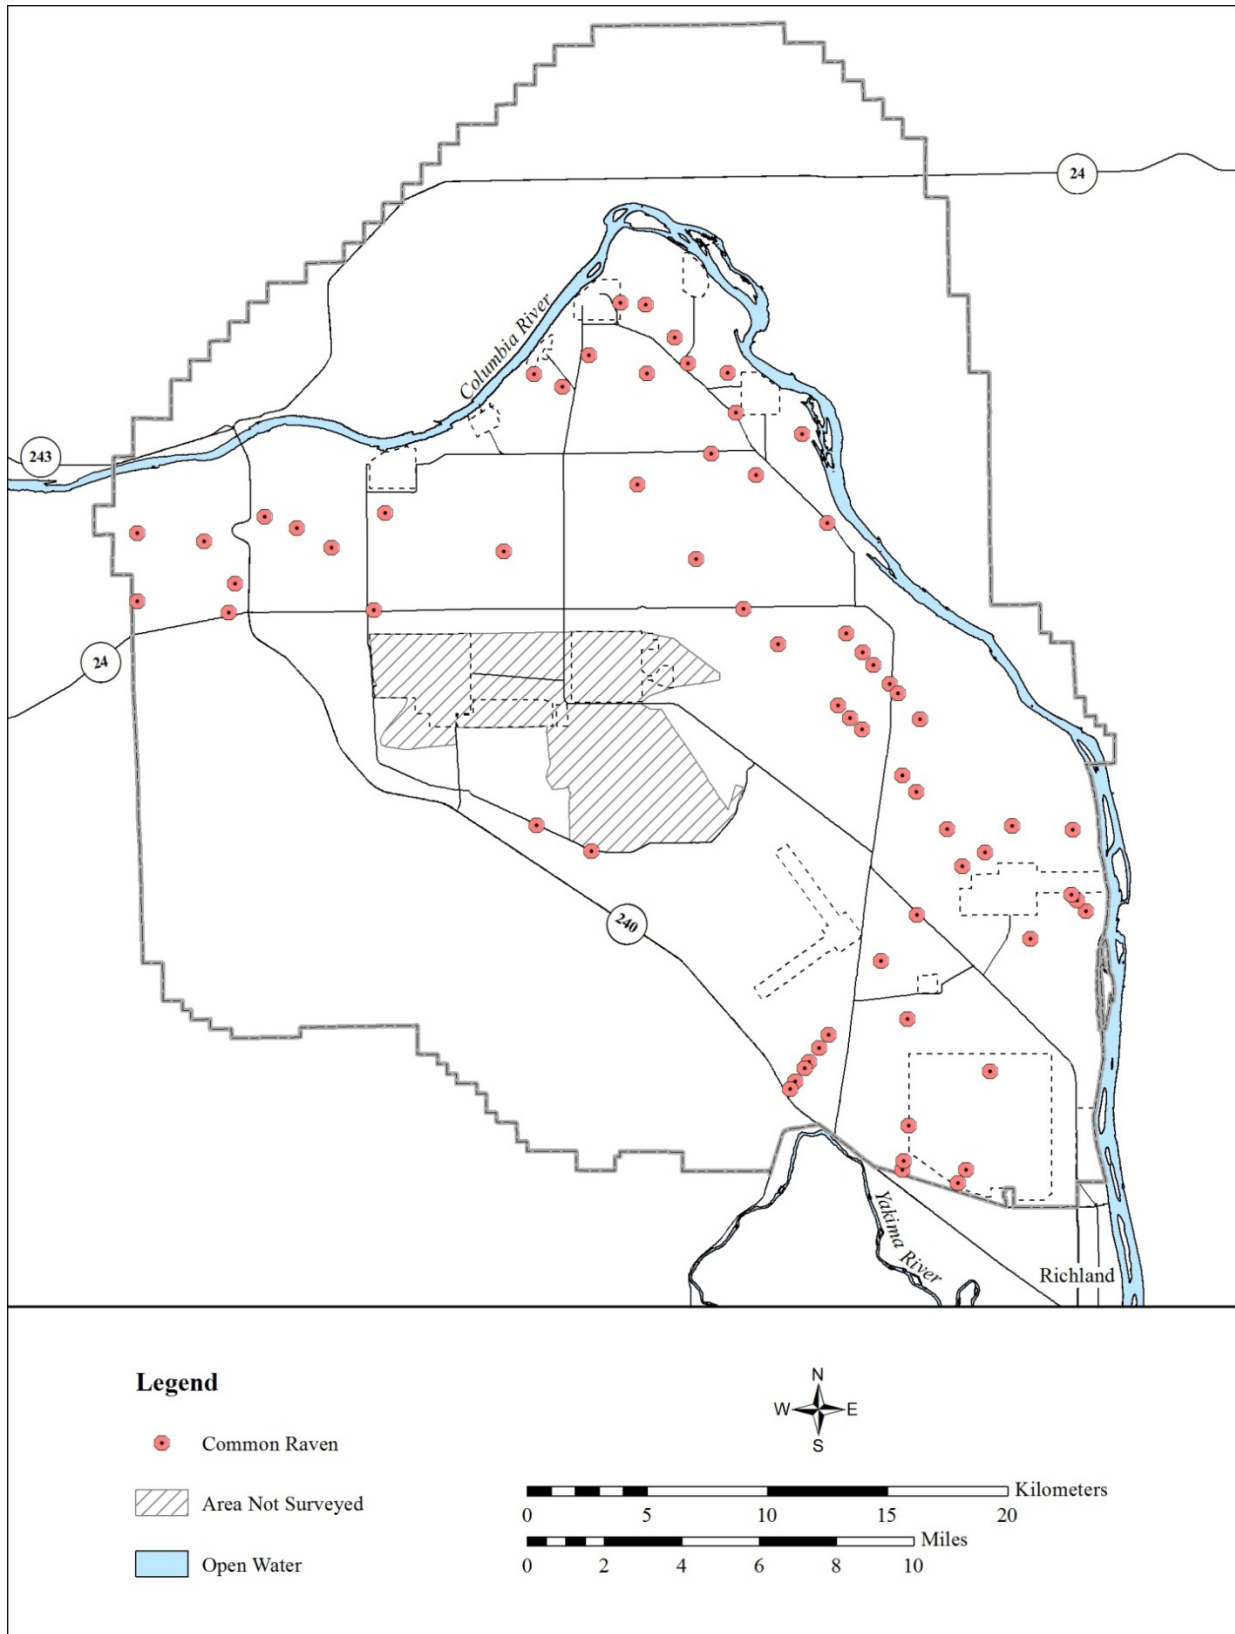 24
Columbia River
243
24
240
Yakima River
Richland
Legend
Common Raven
Area Not Surveyed
Open Water
N
W E
S
Kilometers
0 5 10 15 20
Miles
0 2 4 6 8 10